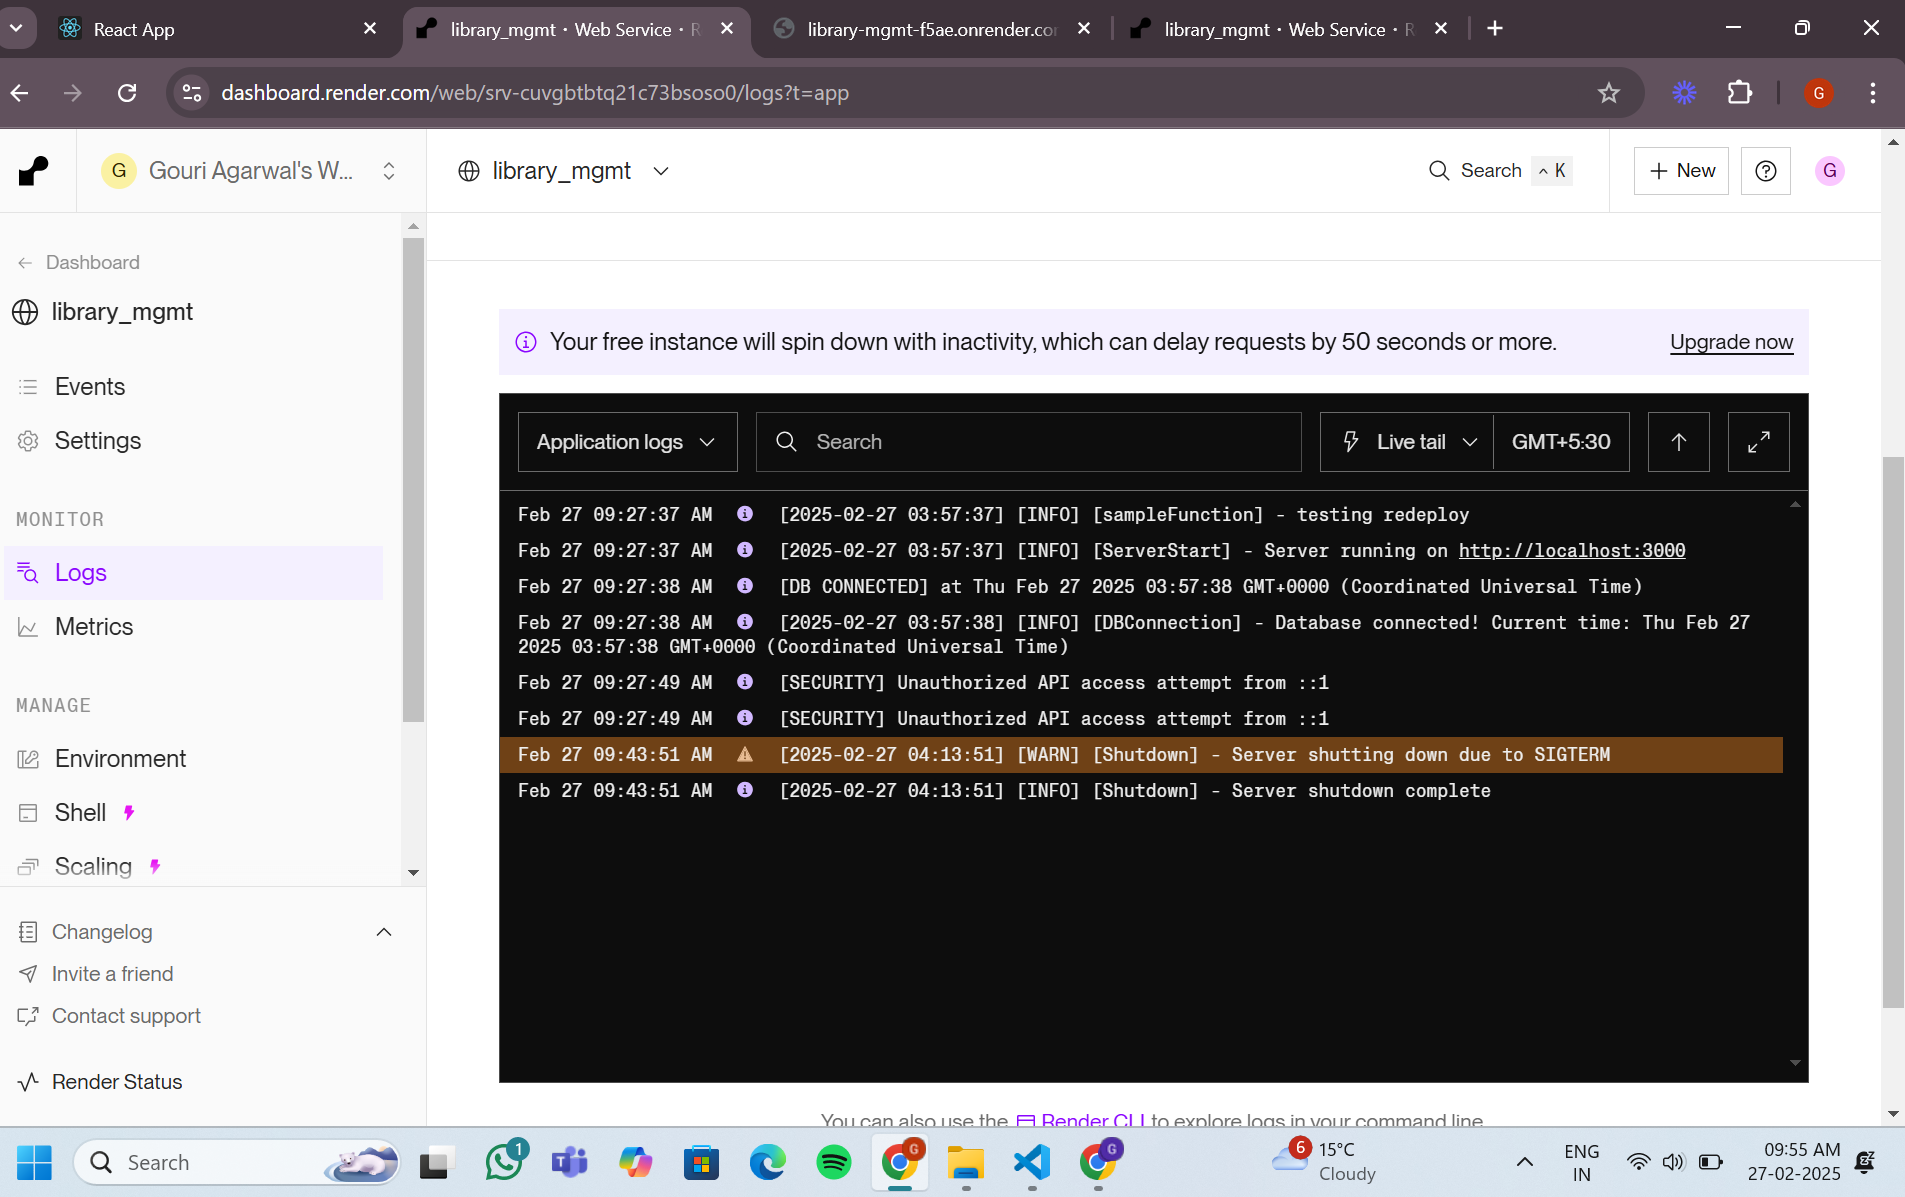 React App
library_mgmt • Web Service • R
library-mgmt-f5ae.onrender.co
library_mgmt • Web Service • R
dashboard.render.com/web/srv-cuvgbtbtq21c73bsoso0/logs?t=app
G
G
Gouri Agarwal's W...
library_mgmt
Search
K
+ New
G
Dashboard
library_mgmt
Events
Settings
MONITOR
Logs
Metrics
MANAGE
Environment
Shell
Scaling
Changelog
Invite a friend
Contact support
Render Status
Your free instance will spin down with inactivity, which can delay requests by 50 seconds or more.
Upgrade now
Application logs
Search
Live tail
GMT+5:30
Feb 27 09:27:37 AM [2025-02-27 03:57:37] [INFO] [sampleFunction] - testing redeploy
Feb 27 09:27:37 AM [2025-02-27 03:57:37] [INFO] [ServerStart] - Server running on http://localhost:3000
Feb 27 09:27:38 AM [DB CONNECTED] at Thu Feb 27 2025 03:57:38 GMT+0000 (Coordinated Universal Time)
Feb 27 09:27:38 AM [2025-02-27 03:57:38] [INFO] [DBConnection] - Database connected! Current time: Thu Feb 27
2025 03:57:38 GMT+0000 (Coordinated Universal Time)
Feb 27 09:27:49 AM [SECURITY] Unauthorized API access attempt from ::1
Feb 27 09:27:49 AM [SECURITY] Unauthorized API access attempt from ::1
Feb 27 09:43:51 AM [2025-02-27 04:13:51] [WARN] [Shutdown] - Server shutting down due to SIGTERM
Feb 27 09:43:51 AM [2025-02-27 04:13:51] [INFO] [Shutdown] - Server shutdown complete
You can also use the Render CLI to explore logs in your command line
Search
1
G
G
6
15°C
Cloudy
ENG
IN
09:55 AM
27-02-2025